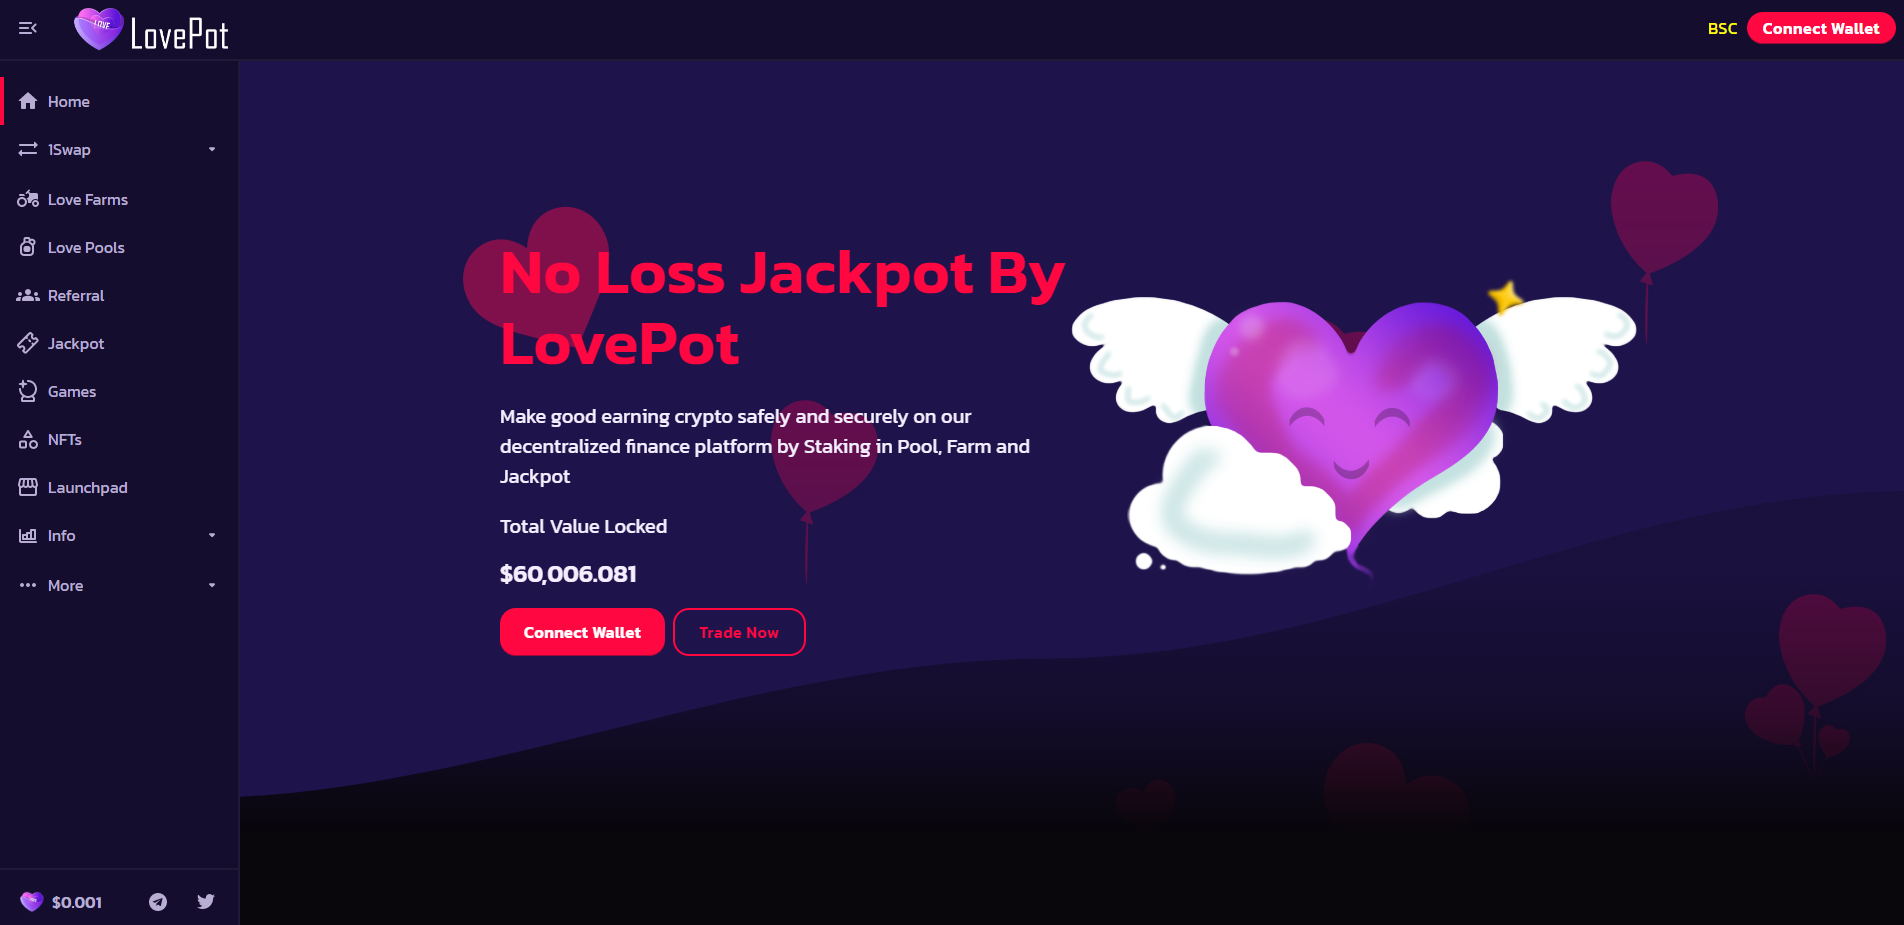 LOVE
LovePot
BSC
Connect Wallet
Home
1Swap
Love Farms
Love Pools
Referral
Jackpot
Games
NFTs
Launchpad
Info
More
No Loss Jackpot By
LovePot
Make good earning crypto safely and securely on our
decentralized finance platform by Staking in Pool, Farm and
Jackpot
Total Value Locked
$60,006.081
Connect Wallet
Trade Now
$0.001